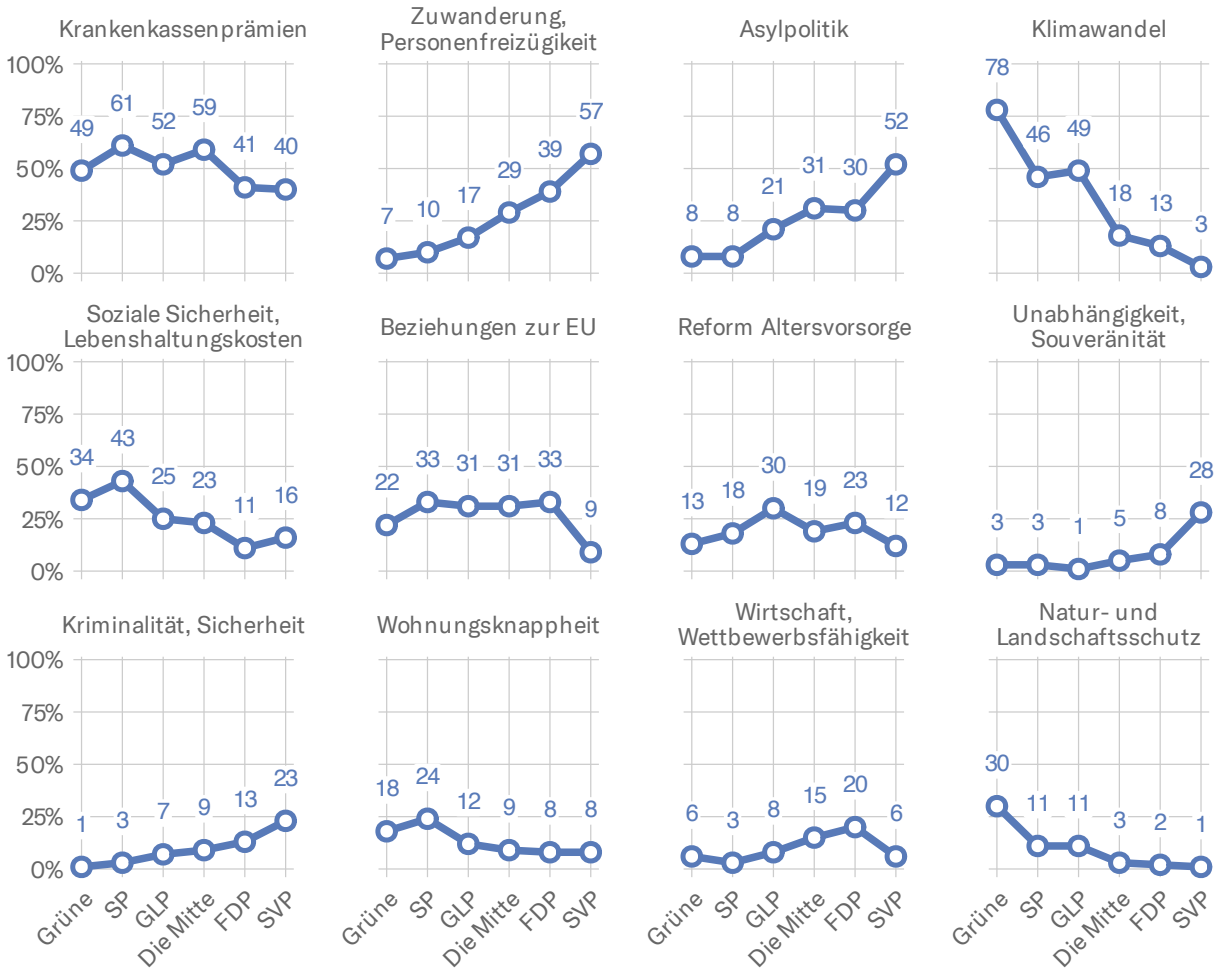 Krankenkassenprämien
Zuwanderung,
Personenfreizügikeit
Asylpolitik
Klimawandel
100%
75%
50%
25%
0%
49 61 52 59 41 40
7 10 17 29 39 57
8 8 21 31 30 52
78 46 49 18 13 3
Soziale Sicherheit,
Lebenshaltungskosten
Beziehungen zur EU
Reform Altersvorsorge
Unabhängigkeit,
Souveränität
100%
75%
50%
25%
0%
34 43 25 23 11 16
22 33 31 31 33 9
13 18 30 19 23 12
3 3 1 5 8 28
Kriminalität, Sicherheit
Wohnungsknappheit
Wirtschaft,
Wettbewerbsfähigkeit
Natur- und
Landschaftsschutz
100%
75%
50%
25%
0%
1 3 7 9 13 23
18 24 12 9 8 8
6 3 8 15 20 6
30 11 11 3 2 1
Grüne SP GLP Die Mitte FDP SVP
Grüne SP GLP Die Mitte FDP SVP
Grüne SP GLP Die Mitte FDP SVP
Grüne SP GLP Die Mitte FDP SVP